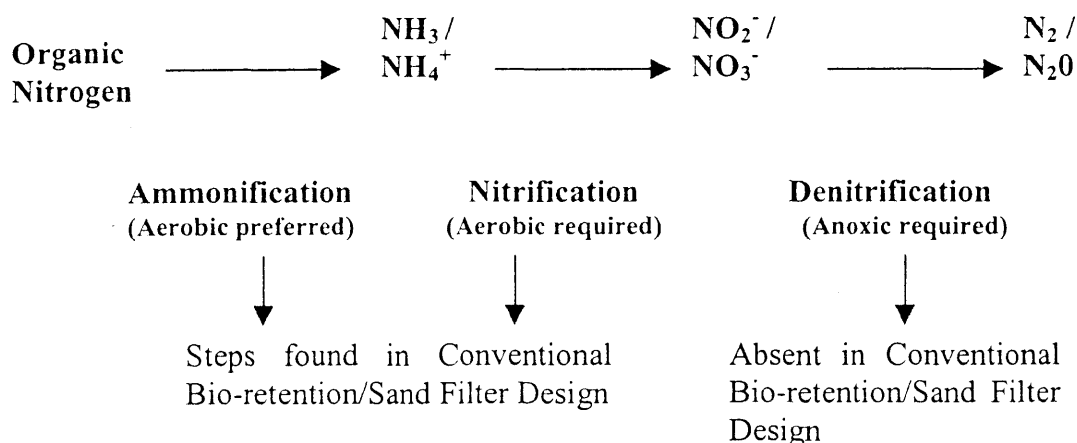 Organic
Nitrogen
NH₃ /
NH₄⁺
NO₂⁻ /
NO₃⁻
N₂ /
N₂0
Ammonification
(Aerobic preferred)
Nitrification
(Aerobic required)
Denitrification
(Anoxic required)
Steps found in Conventional
Bio-retention/Sand Filter Design
Absent in Conventional
Bio-retention/Sand Filter
Design